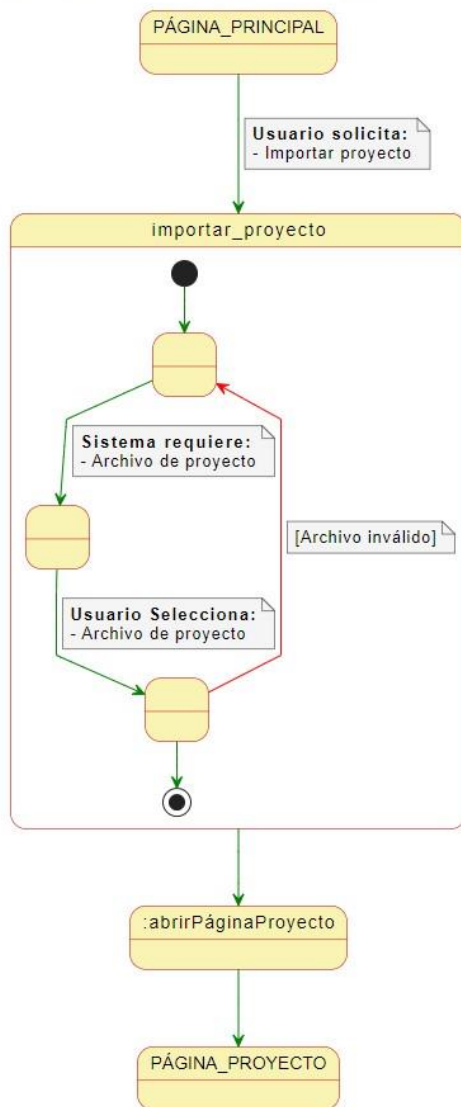 PÁGINA_PRINCIPAL
Usuario solicita:
- Importar proyecto
importar_proyecto
Sistema requiere:
- Archivo de proyecto
[Archivo inválido]
Usuario Selecciona:
- Archivo de proyecto
:abrirPáginaProyecto
PÁGINA_PROYECTO